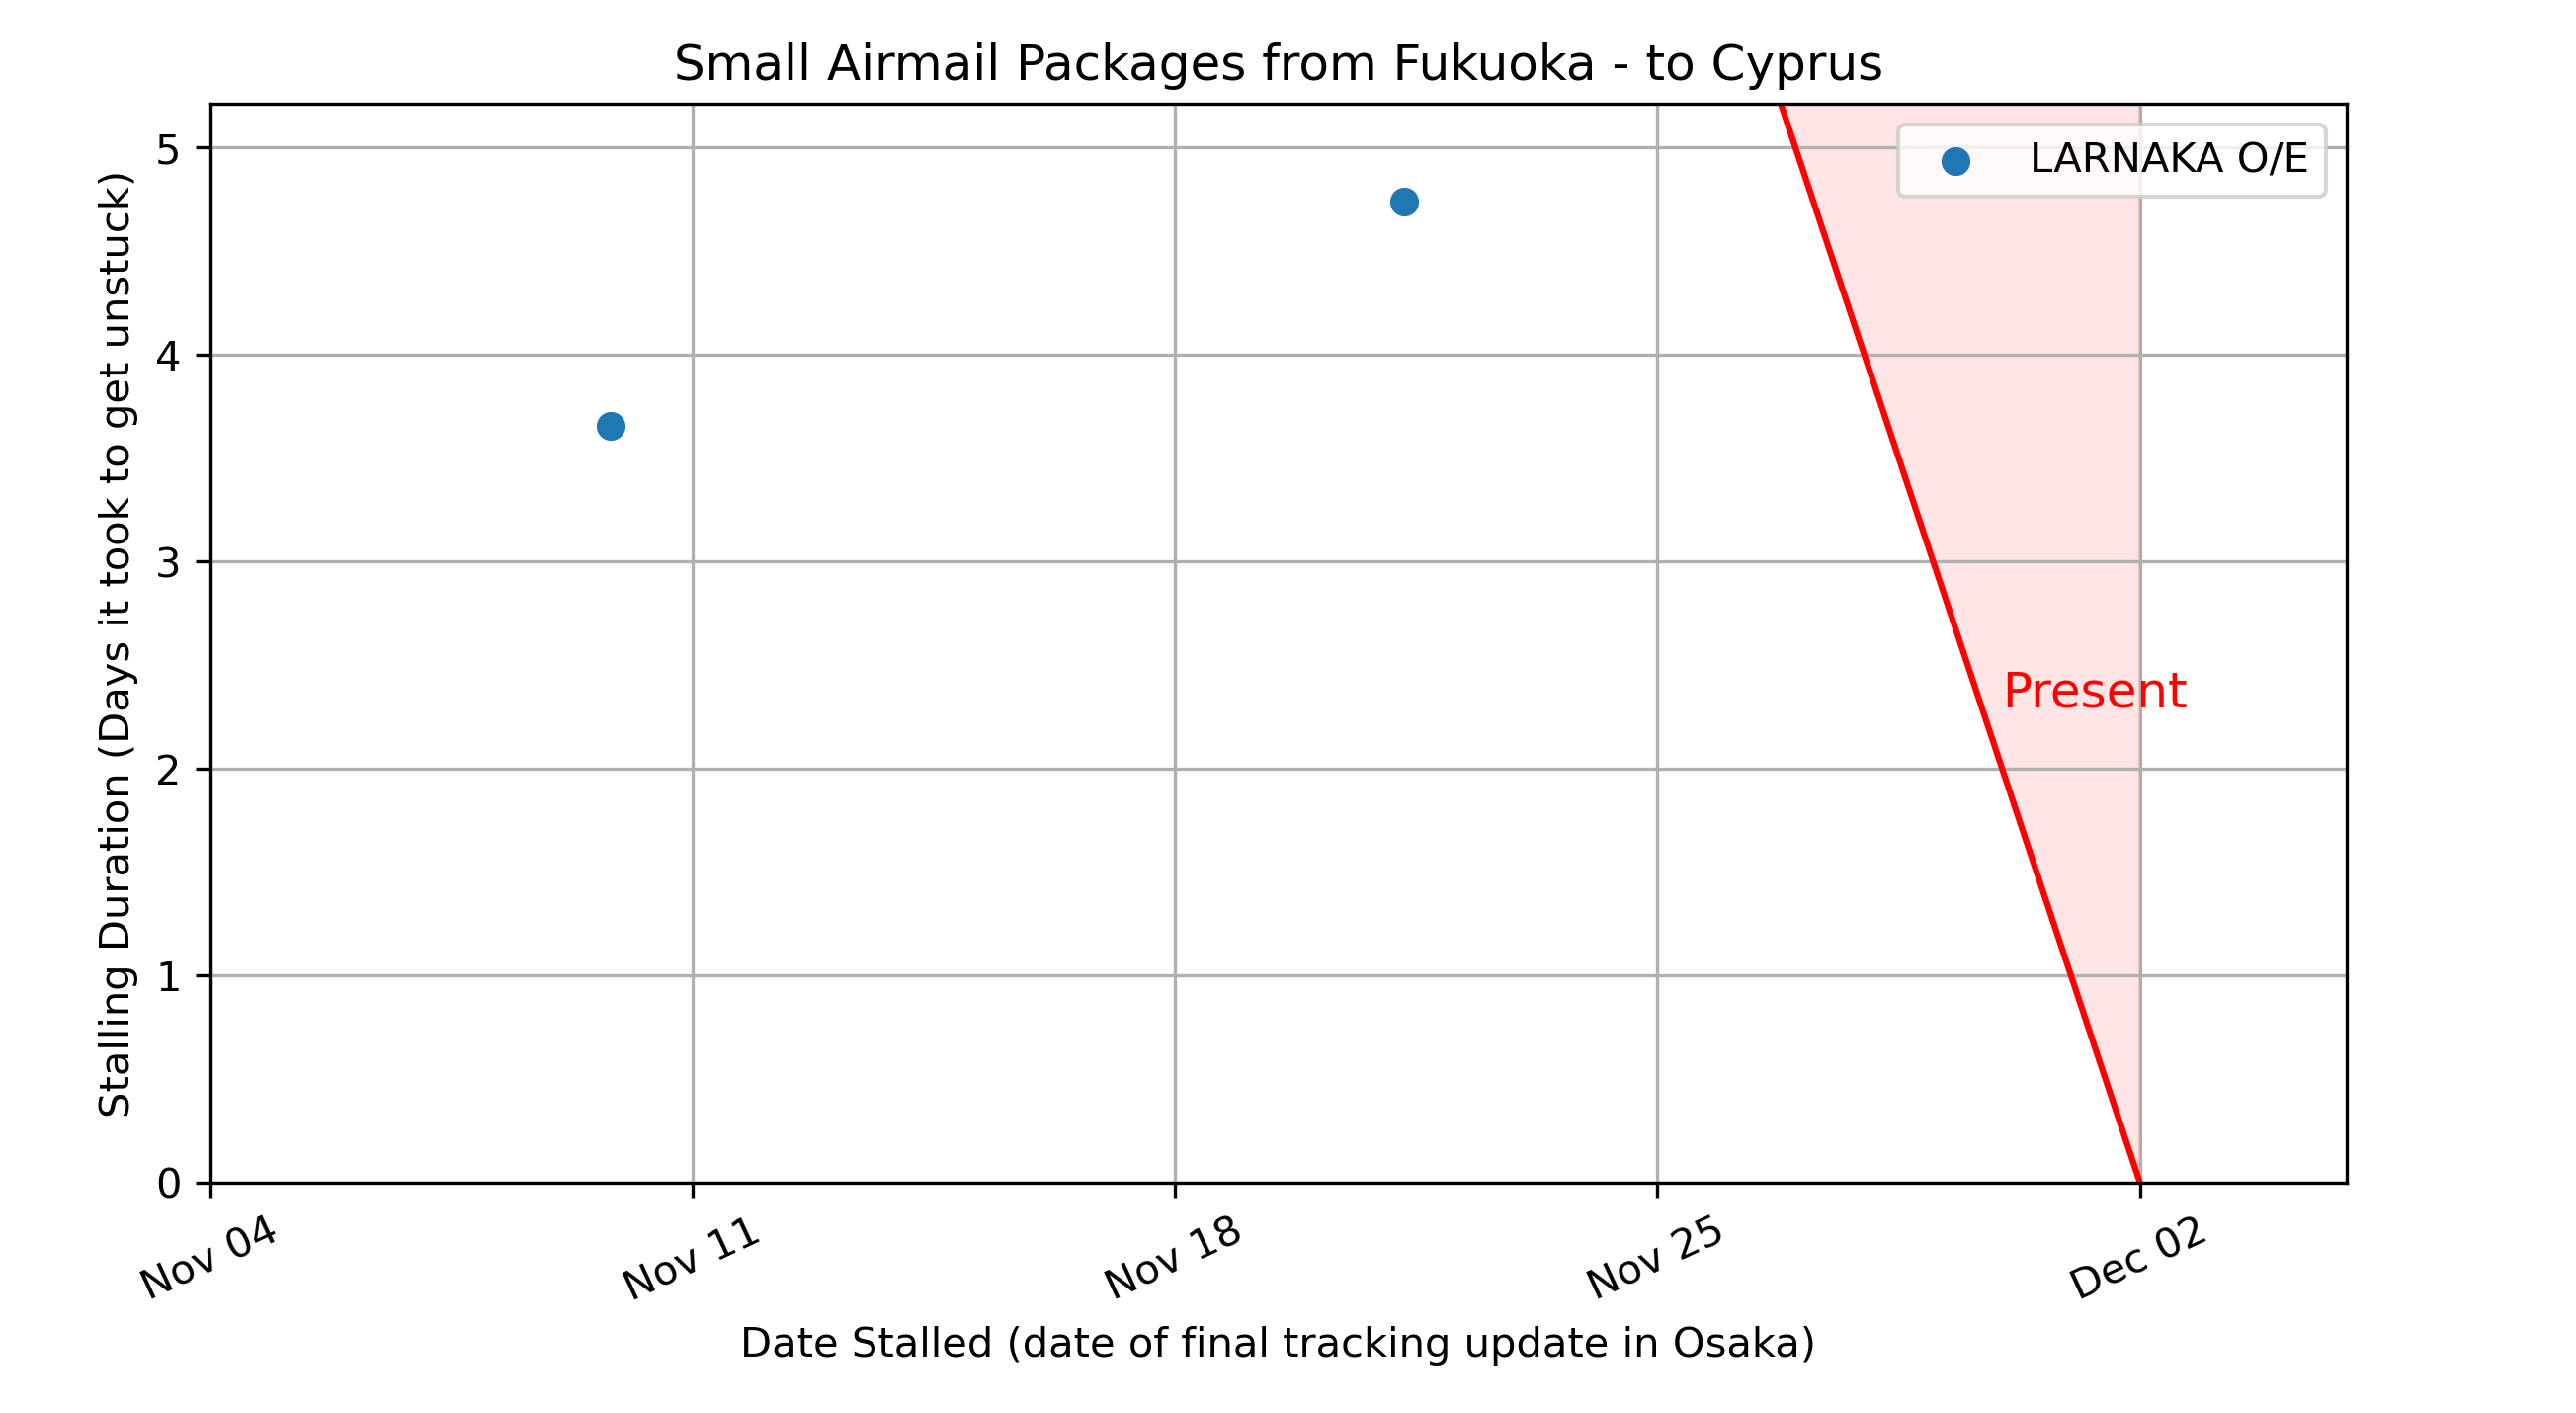 Small Airmail Packages from Fukuoka - to Cyprus
LARNAKA O/E
Stalling Duration (Days it took to get unstuck)
5
4
3
2
1
0
Present
Nov 04
Nov 11
Nov 18
Nov 25
Dec 02
Date Stalled (date of final tracking update in Osaka)